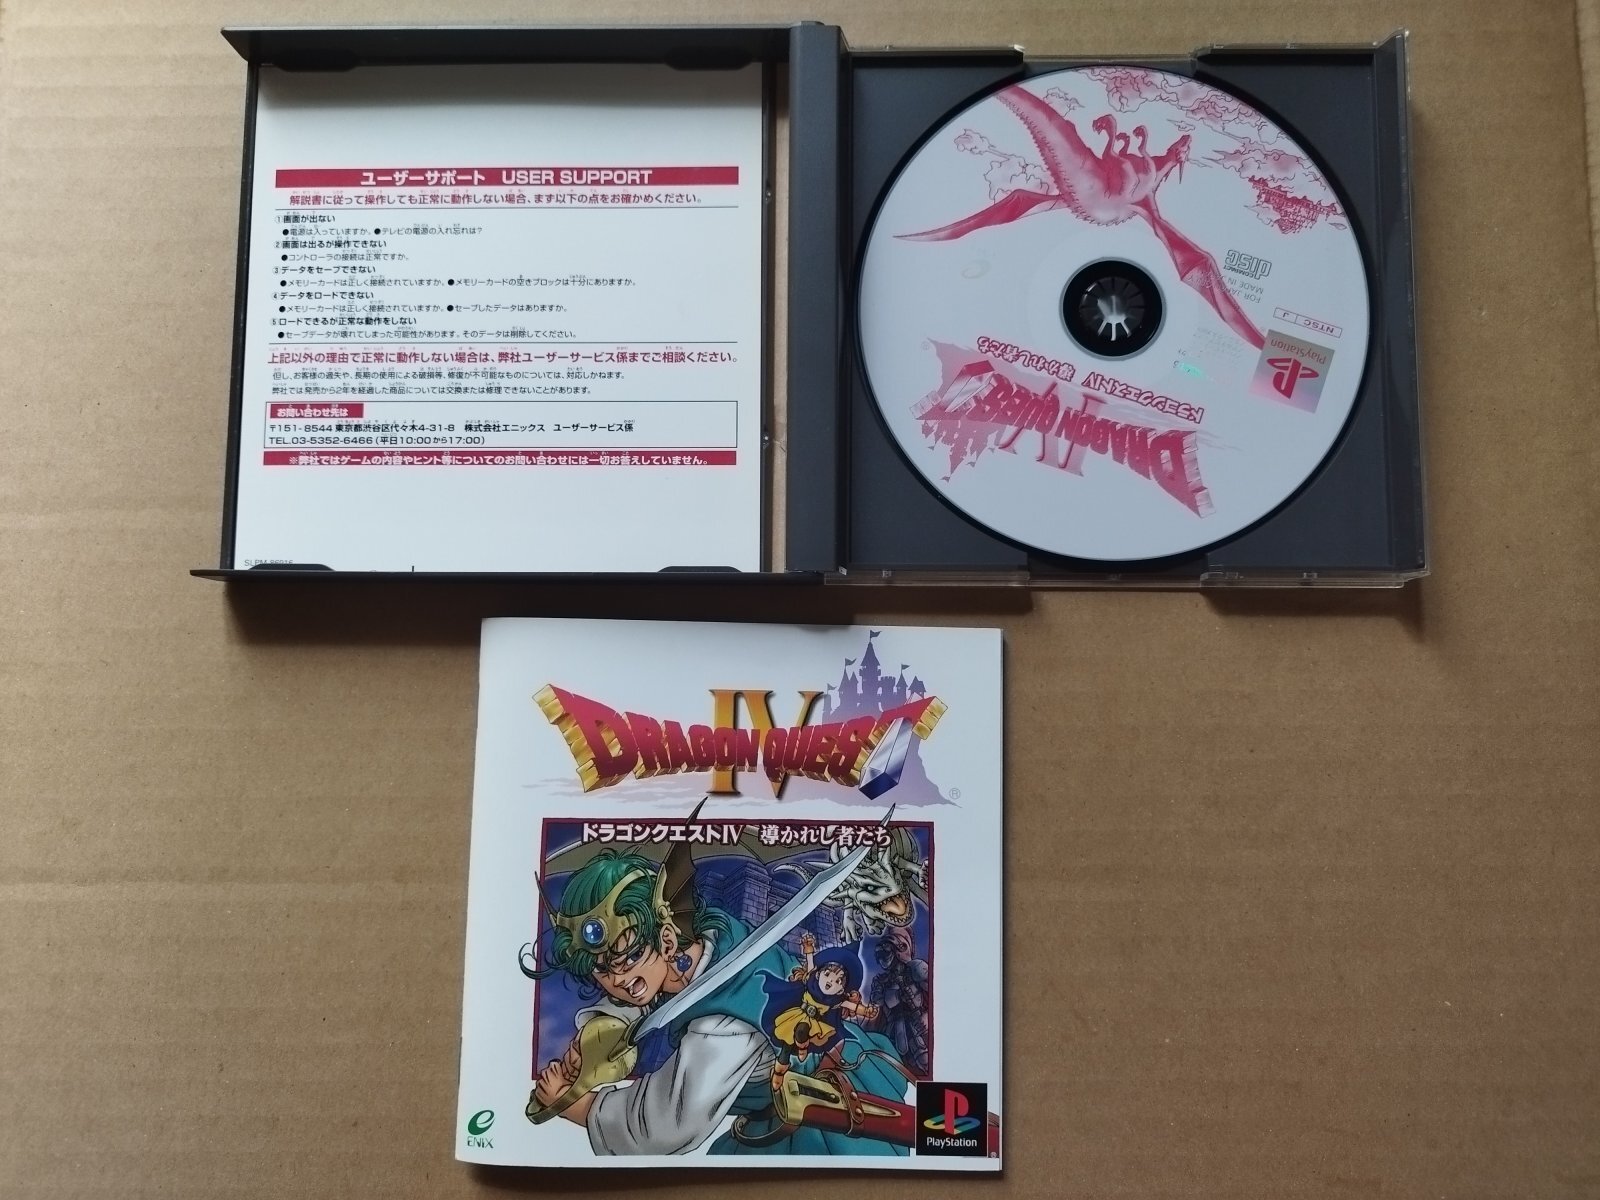 ユーザーサポート USER SUPPORT
解説書に従って操作しても正常に動作しない場合、まず以下の点をお確かめください。
①画面が出ない
●電源は入っていますか。●テレビの電源の入れ忘れは?
②画面は出るが操作できない
●コントローラの接続は正常ですか。
③データをセーブできない
●メモリーカードは正しく接続されていますか。●メモリーカードの空きブロックは十分にありますか。
④データをロードできない
●メモリーカードは正しく接続されていますか。●セーブしたデータはありますか。
⑤ロードできるが正常な動作をしない
●セーブデータが壊れてしまった可能性があります。そのデータは削除してください。
上記以外の理由で正常に動作しない場合は、弊社ユーザーサービス係までご相談ください。
但し、お客様の過失や、長期の使用による破損等、修復が不可能なものについては、対応しかねます。
弊社では発売から2年を経過した商品については交換または修理できないことがあります。
お問い合わせ先は
〒151-8544 東京都渋谷区代々木4-31-8 株式会社エニックス ユーザーサービス係
TEL.03-5352-6466(平日10:00から17:00)
※弊社ではゲームの内容やヒント等についてのお問い合わせには一切お答えしていません。
SLPM-86916
DRAGON QUEST IV
ドラゴンクエストIV 導かれし者たち
PlayStation
NTSC J
FOR JAPAN ONLY
MADE IN JAPAN
COMPACT
disc
DRAGON QUEST IV
®
ドラゴンクエストIV 導かれし者たち
ENIX
PlayStation